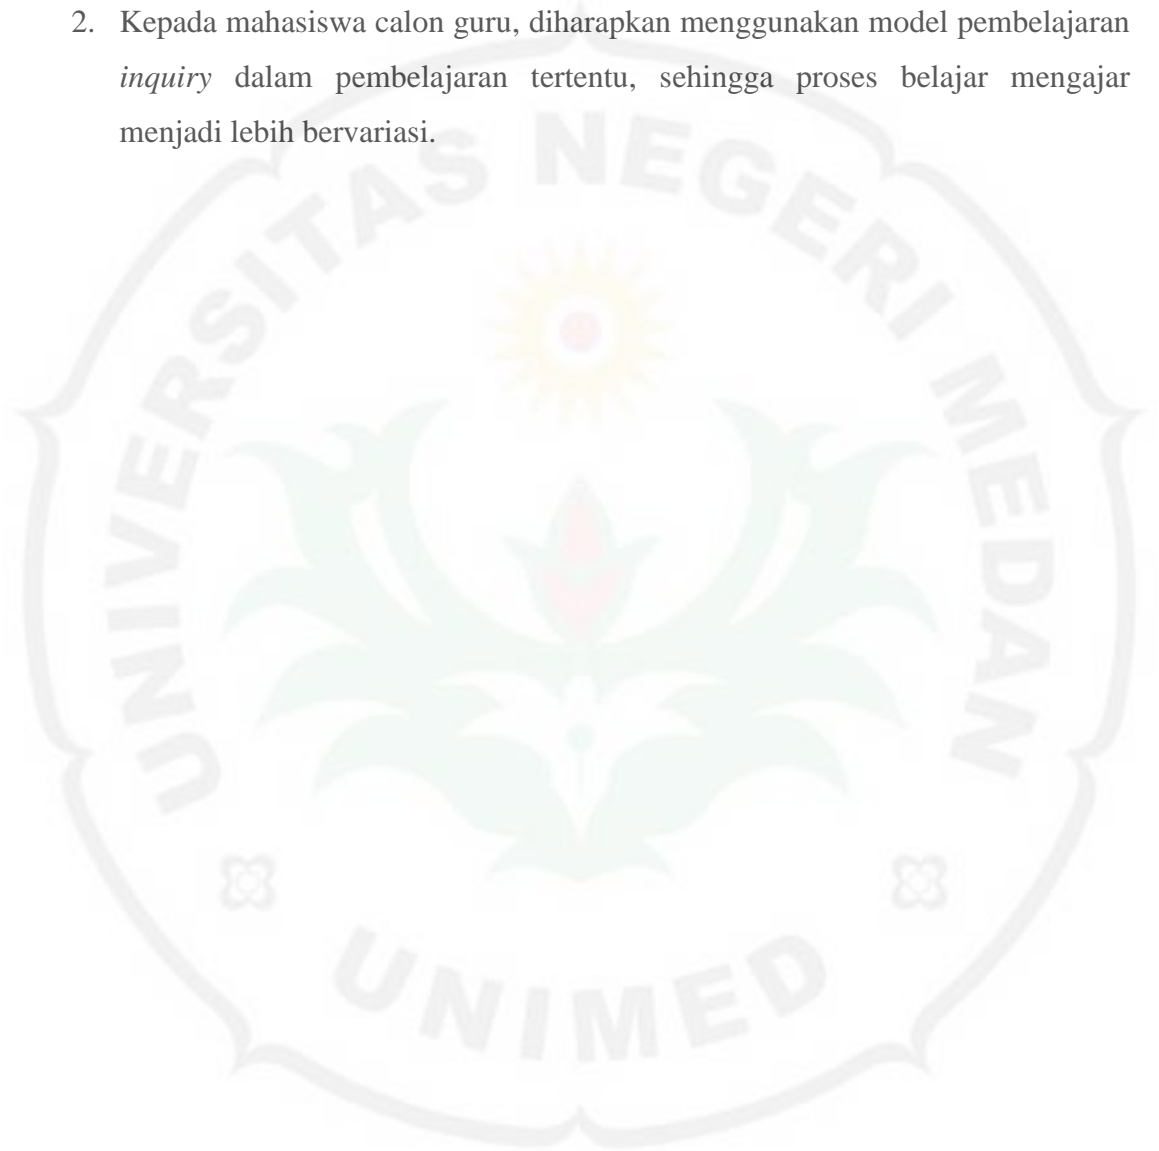 2. Kepada mahasiswa calon guru, diharapkan menggunakan model pembelajaran
inquiry dalam pembelajaran tertentu, sehingga proses belajar mengajar
menjadi lebih bervariasi.
UNIVERSITAS NEGERI MEDAN
UNIMED